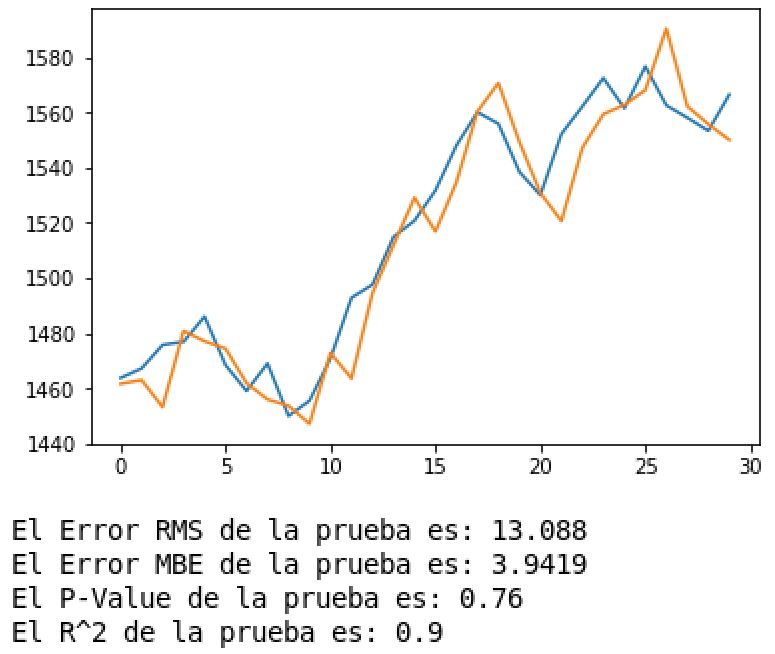 1580
1560
1540
1520
1500
1480
1460
1440
0 5 10 15 20 25 30
El Error RMS de la prueba es: 13.088
El Error MBE de la prueba es: 3.9419
El P-Value de la prueba es: 0.76
El R^2 de la prueba es: 0.9